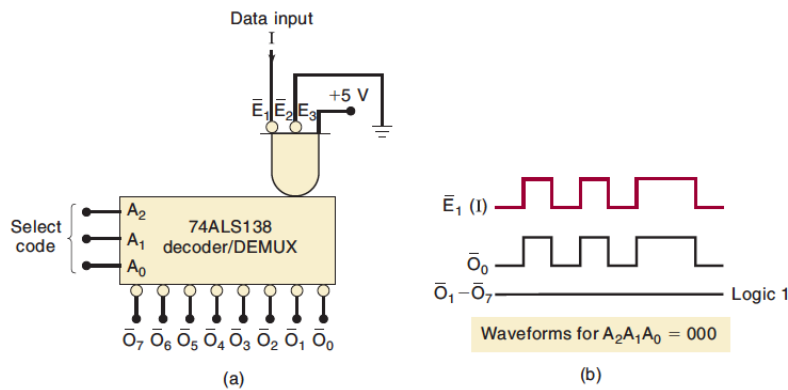 Data input
I
+5 V
E̅₁ E̅₂ E₃
A₂
Select code
A₁
A₀
74ALS138
decoder/DEMUX
O̅₇ O̅₆ O̅₅ O̅₄ O̅₃ O̅₂ O̅₁ O̅₀
(a)
E̅₁ (I)
O̅₀
O̅₁–O̅₇ Logic 1
Waveforms for A₂A₁A₀ = 000
(b)